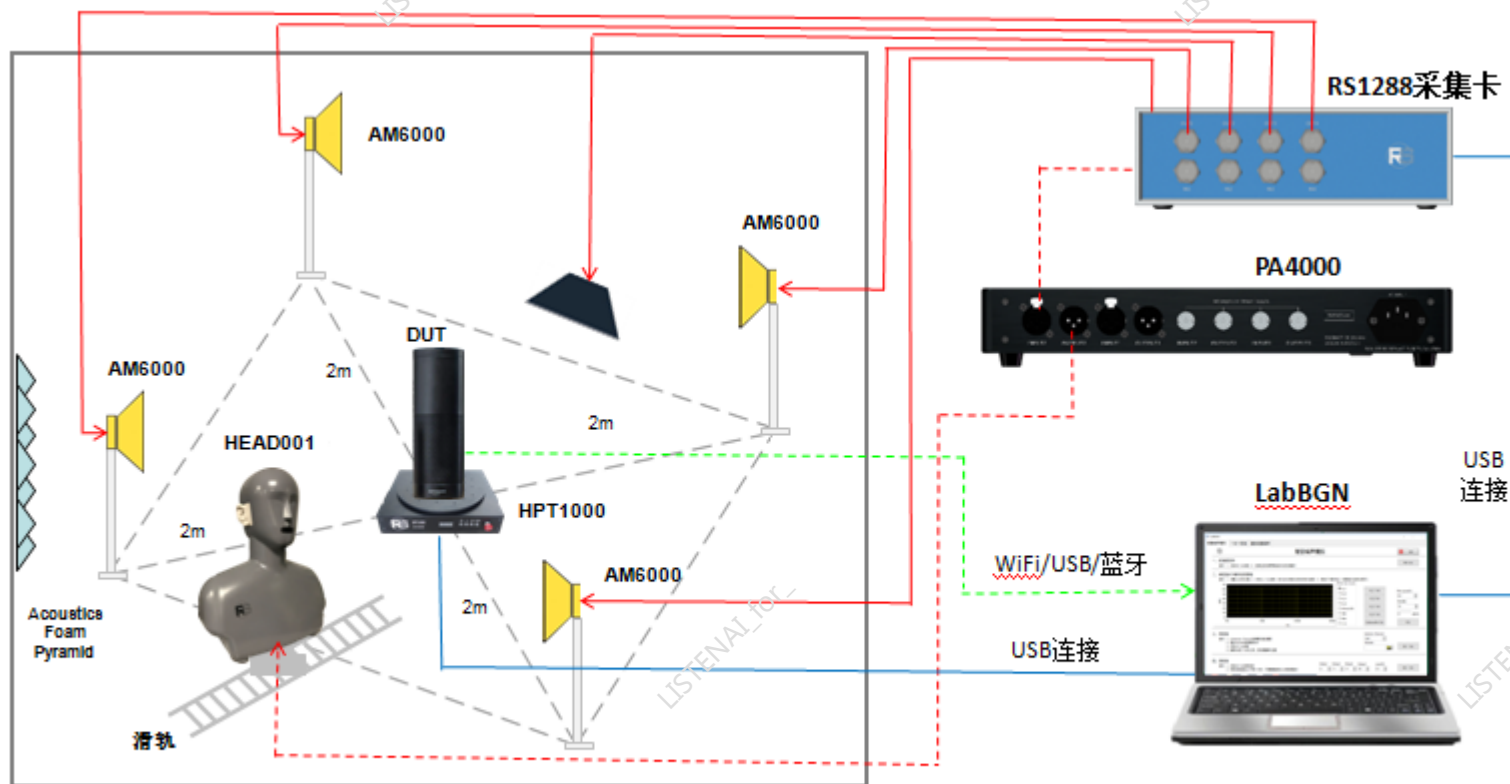 RS1288采集卡
AM6000
AM6000
PA4000
DUT
2m
AM6000
2m
HEAD001
USB
连接
LabBGN
HPT1000
2m
WiFi/USB/蓝牙
AM6000
2m
Acoustics
Foam
Pyramid
USB连接
滑轨
LISTENAI_for_